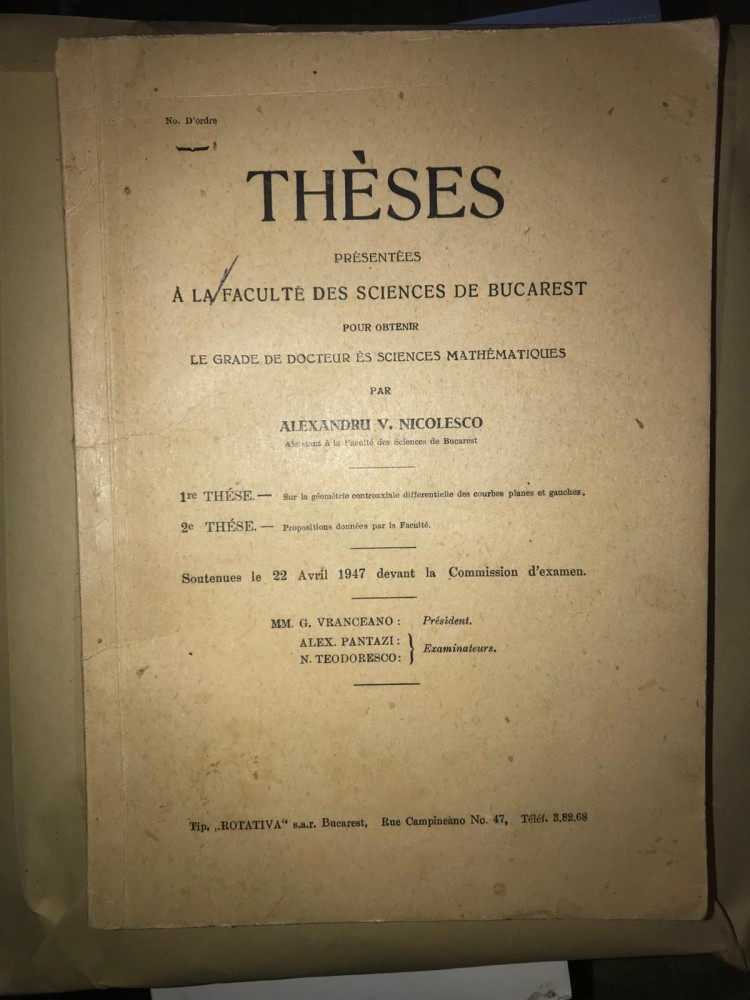 No. D'ordre
THÈSES
PRÉSENTÉES
À LA FACULTÉ DES SCIENCES DE BUCAREST
POUR OBTENIR
LE GRADE DE DOCTEUR ÈS SCIENCES MATHÉMATIQUES
PAR
ALEXANDRU V. NICOLESCO
Assistant à la Faculté des Sciences de Bucarest
1re THÉSE. — Sur la géométrie centroaxiale differentielle des courbes planes et gauches.
2e THÉSE. — Propositions données par la Faculté.
Soutenues le 22 Avril 1947 devant la Commission d'examen.
MM. G. VRANCEANO : Président.
ALEX. PANTAZI :
N. TEODORESCO: } Examinateurs.
Tip. „ROTATIVA" s.a.r. Bucarest, Rue Campineano No. 47, Téléf. 3.82.68